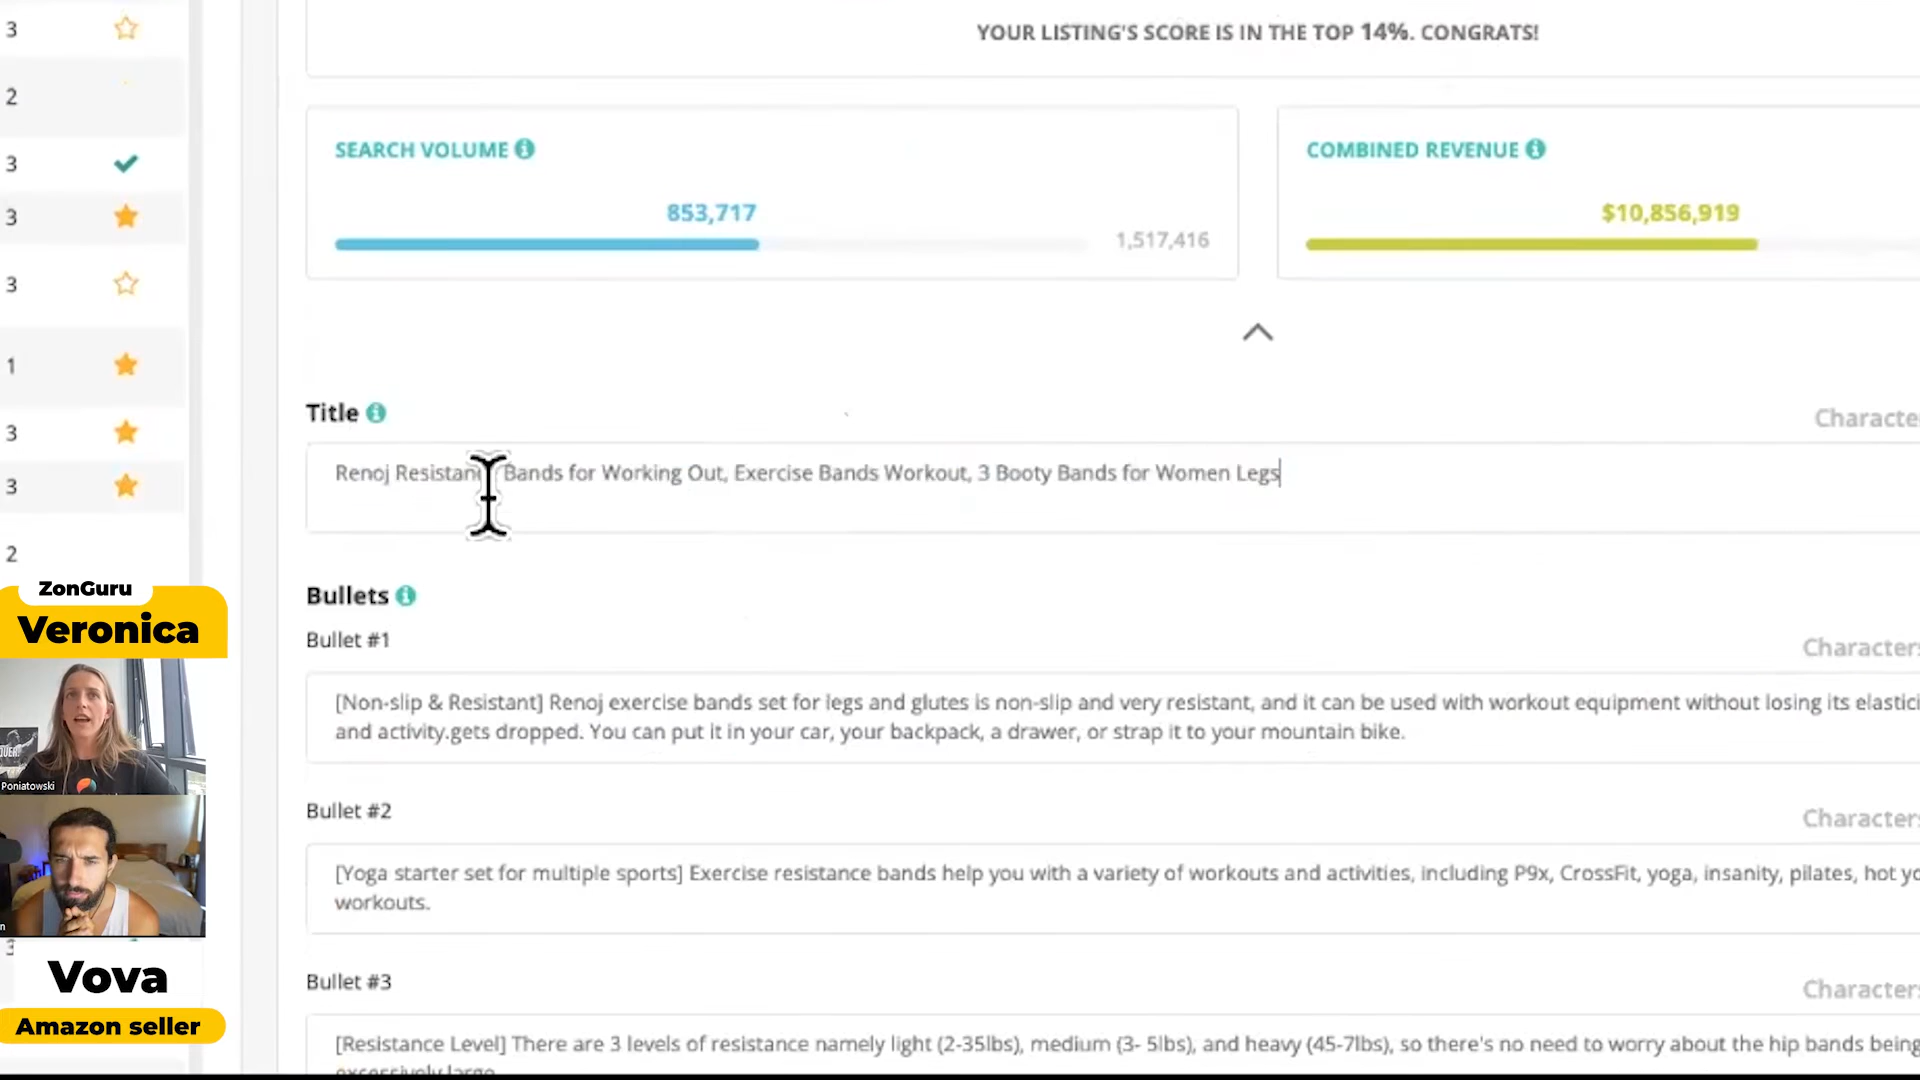 3
2
3
3
3
1
3
3
2
YOUR LISTING'S SCORE IS IN THE TOP 14%. CONGRATS!
SEARCH VOLUME
853,717
1,517,416
COMBINED REVENUE
$10,856,919
Title
Character
Renoj Resistan Bands for Working Out, Exercise Bands Workout, 3 Booty Bands for Women Legs
Bullets
Bullet #1
Characters
[Non-slip & Resistant] Renoj exercise bands set for legs and glutes is non-slip and very resistant, and it can be used with workout equipment without losing its elastici
and activity.gets dropped. You can put it in your car, your backpack, a drawer, or strap it to your mountain bike.
Bullet #2
Characters
[Yoga starter set for multiple sports] Exercise resistance bands help you with a variety of workouts and activities, including P9x, CrossFit, yoga, insanity, pilates, hot yo
workouts.
Bullet #3
Characters
[Resistance Level] There are 3 levels of resistance namely light (2-35lbs), medium (3- 5lbs), and heavy (45-7lbs), so there's no need to worry about the hip bands being
excessively large.
ZonGuru
Veronica
Poniatowski
n
Vova
Amazon seller